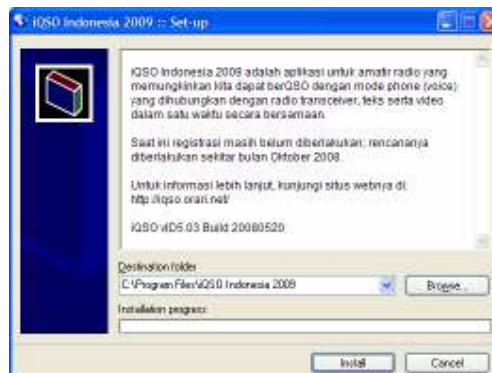 iQSO Indonesia 2009 :: Set-up
iQSO Indonesia 2009 adalah aplikasi untuk amatir radio yang
memungkinkan kita dapat berQSO dengan mode phone (voice)
yang dihubungkan dengan radio transceiver, teks serta video
dalam satu waktu secara bersamaan.
Saat ini registrasi masih belum diberlakukan; rencananya
diberlakukan sekitar bulan Oktober 2008.
Untuk informasi lebih lanjut, kunjungi situs webnya di:
http://iqso.orari.net/
iQSO vID5.03 Build 20080520
Destination folder
C:\Program Files\iQSO Indonesia 2009
Browse...
Installation progress
Install
Cancel